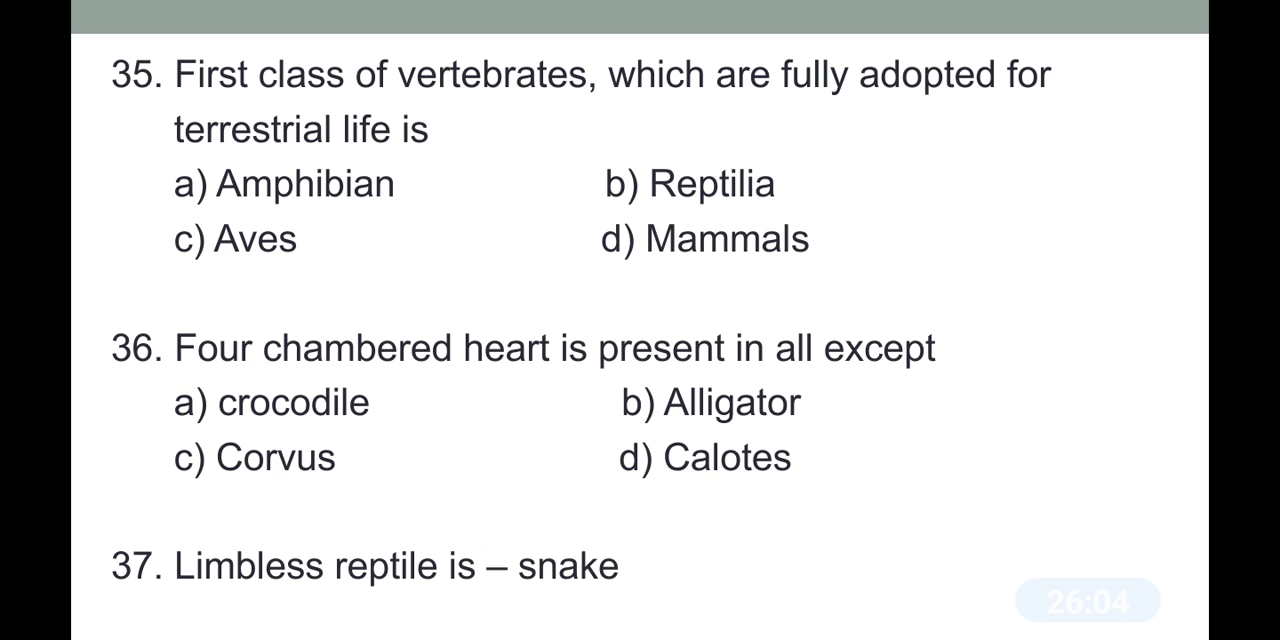 35. First class of vertebrates, which are fully adopted for
terrestrial life is
a) Amphibian b) Reptilia
c) Aves d) Mammals
36. Four chambered heart is present in all except
a) crocodile b) Alligator
c) Corvus d) Calotes
37. Limbless reptile is – snake
26:04